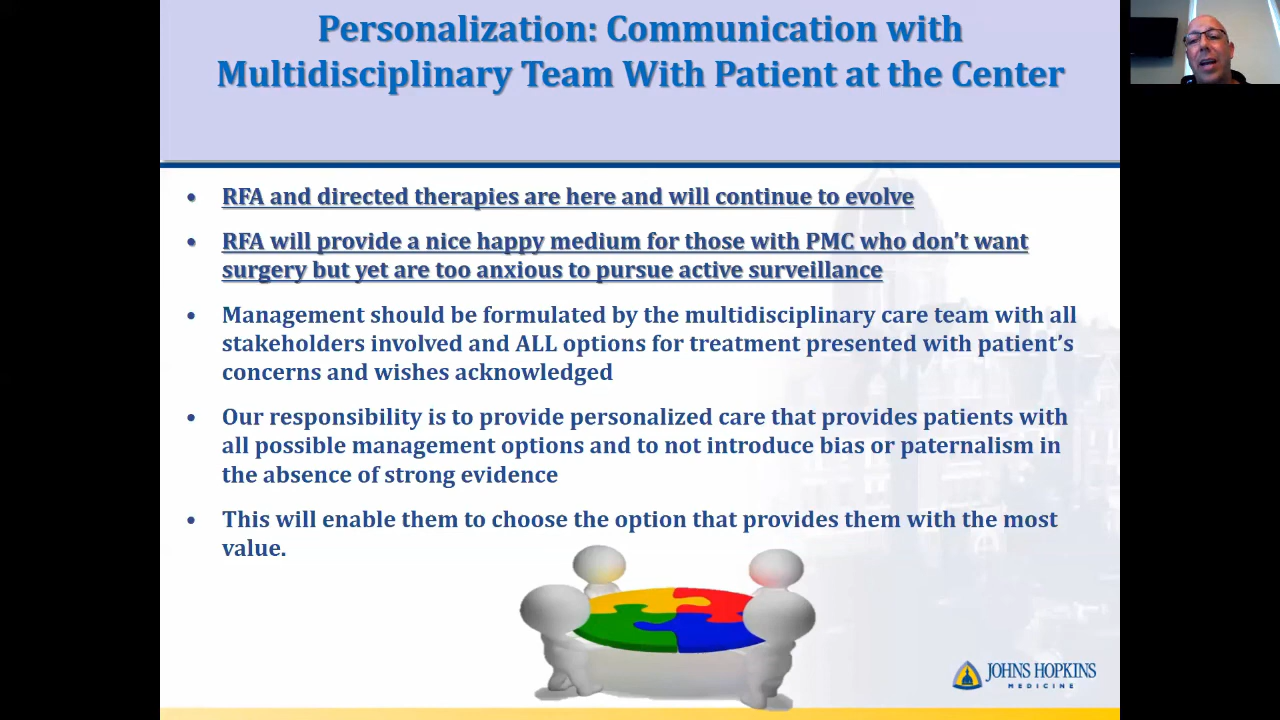 Personalization: Communication with
Multidisciplinary Team With Patient at the Center
• RFA and directed therapies are here and will continue to evolve
• RFA will provide a nice happy medium for those with PMC who don't want
surgery but yet are too anxious to pursue active surveillance
• Management should be formulated by the multidisciplinary care team with all
stakeholders involved and ALL options for treatment presented with patient's
concerns and wishes acknowledged
• Our responsibility is to provide personalized care that provides patients with
all possible management options and to not introduce bias or paternalism in
the absence of strong evidence
• This will enable them to choose the option that provides them with the most
value.
JOHNS HOPKINS
MEDICINE